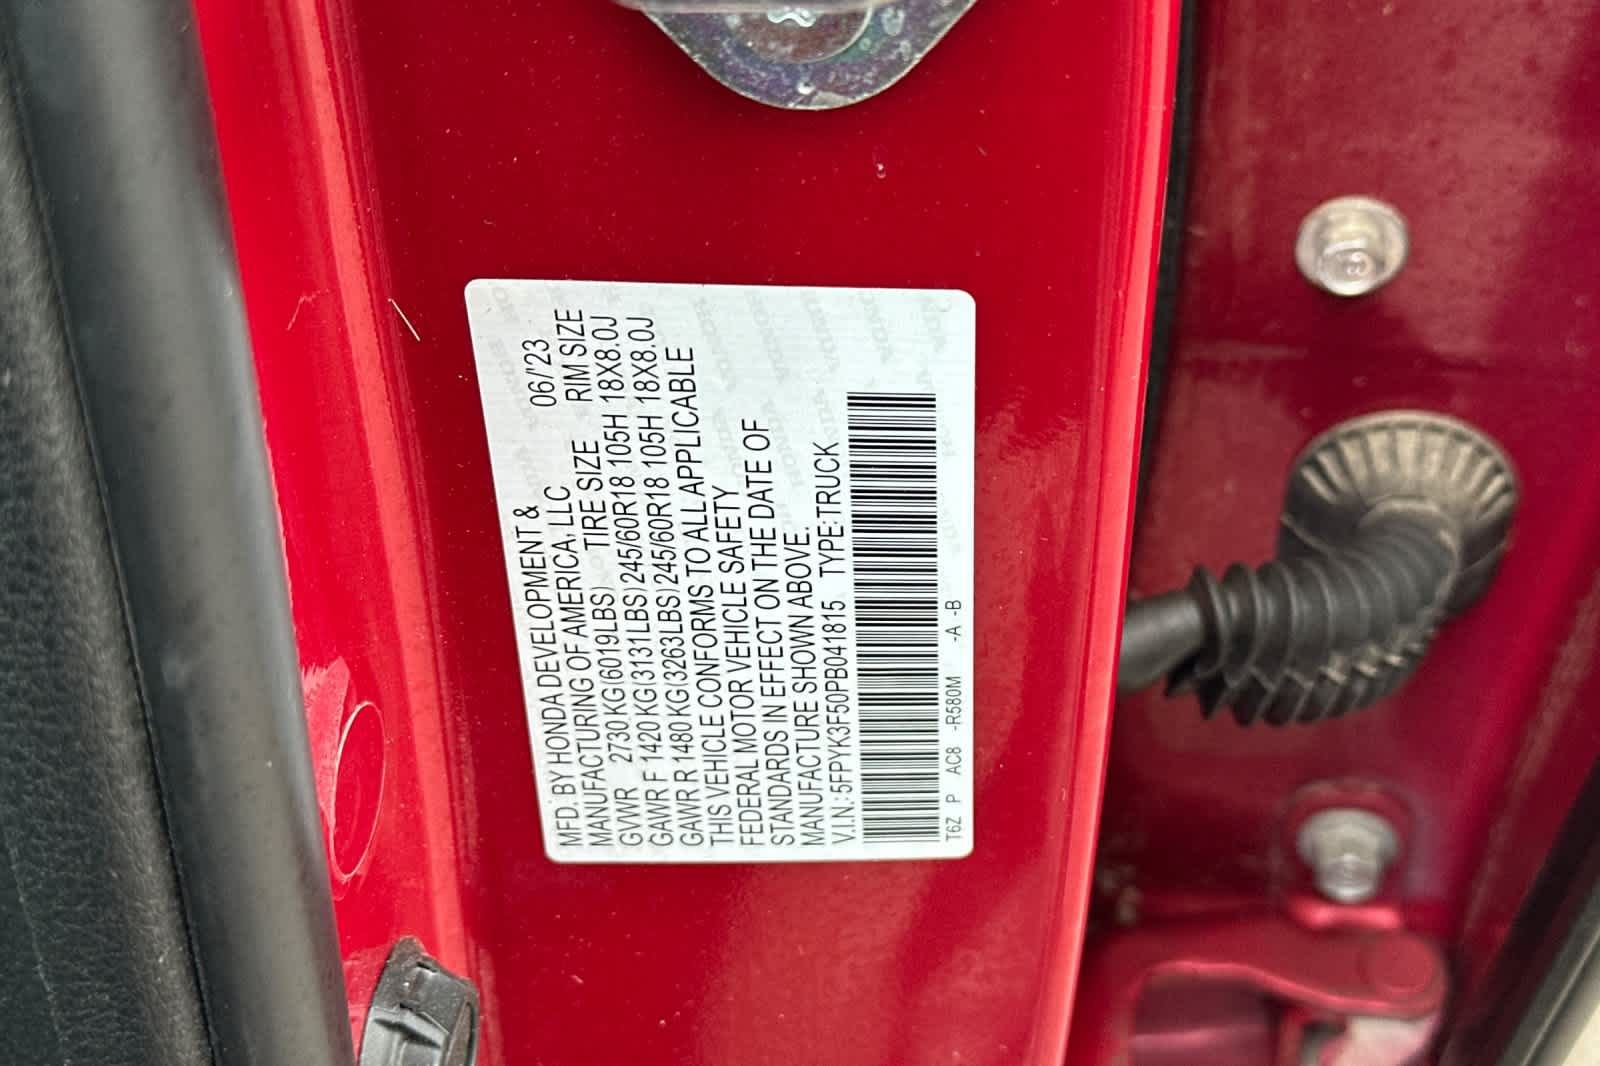 MFD. BY HONDA DEVELOPMENT &
MANUFACTURING OF AMERICA, LLC 06/'23
GVWR 2730 KG(6019LBS) TIRE SIZE RIM SIZE
GAWR F 1420 KG(3131LBS) 245/60R18 105H 18X8.0J
GAWR R 1480 KG(3263LBS) 245/60R18 105H 18X8.0J
THIS VEHICLE CONFORMS TO ALL APPLICABLE
FEDERAL MOTOR VEHICLE SAFETY
STANDARDS IN EFFECT ON THE DATE OF
MANUFACTURE SHOWN ABOVE.
V.I.N.: 5FPYK3F50PB041815 TYPE:TRUCK
T6Z P AC8 -R580M -A -B